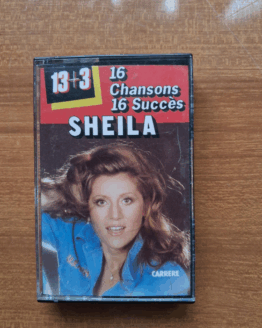 13+3
16
Chansons
16 Succès
SHEILA
CARRERE